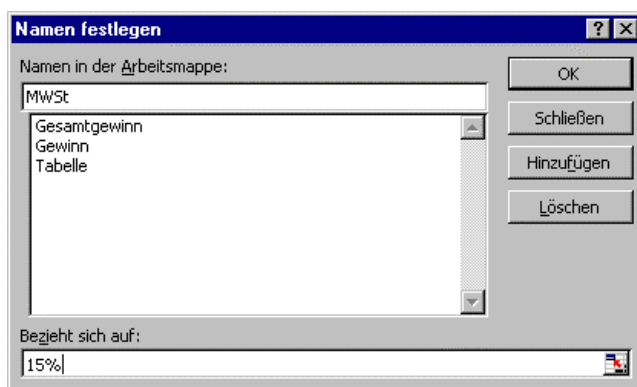 Namen festlegen
Namen in der Arbeitsmappe:
MWSt
Gesamtgewinn
Gewinn
Tabelle
OK
Schließen
Hinzufügen
Löschen
Bezieht sich auf:
15%